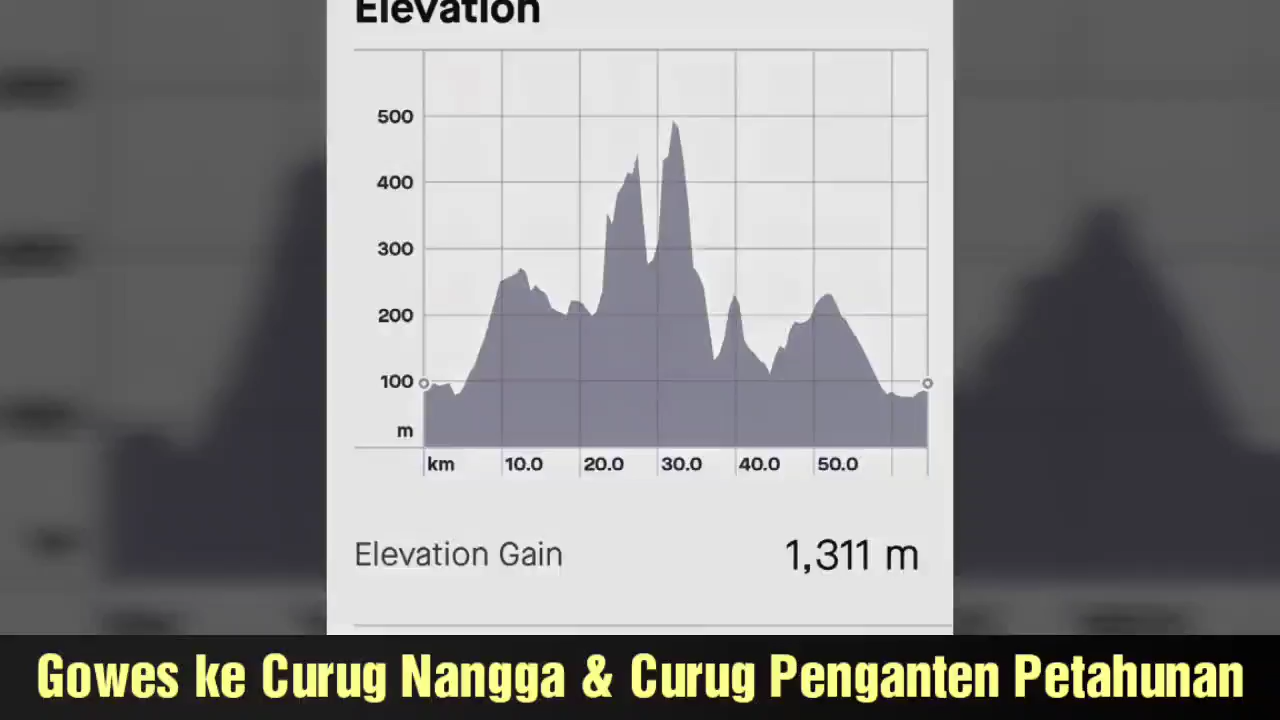 Elevation
500
400
300
200
100
m
km 10.0 20.0 30.0 40.0 50.0
Elevation Gain 1,311 m
Gowes ke Curug Nangga & Curug Penganten Petahunan